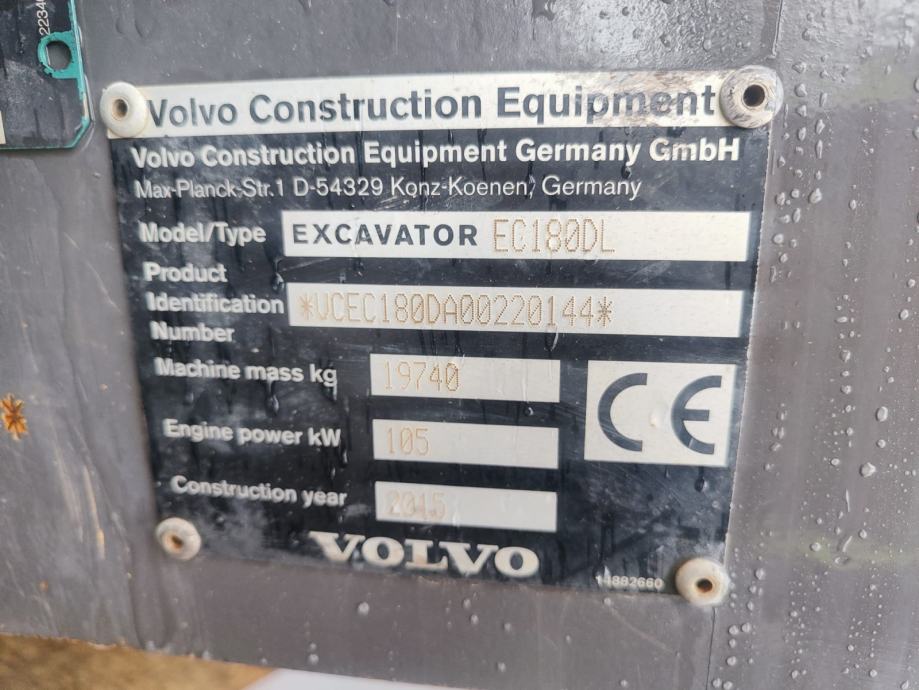 2234
Volvo Construction Equipment
Volvo Construction Equipment Germany GmbH
Max-Planck-Str.1 D-54329 Konz-Koenen, Germany
Model/Type EXCAVATOR EC180DL
Product
Identification *VCEC180DA00220144*
Number
Machine mass kg 19740
CE
Engine power kW 105
Construction year 2015
VOLVO
14882660